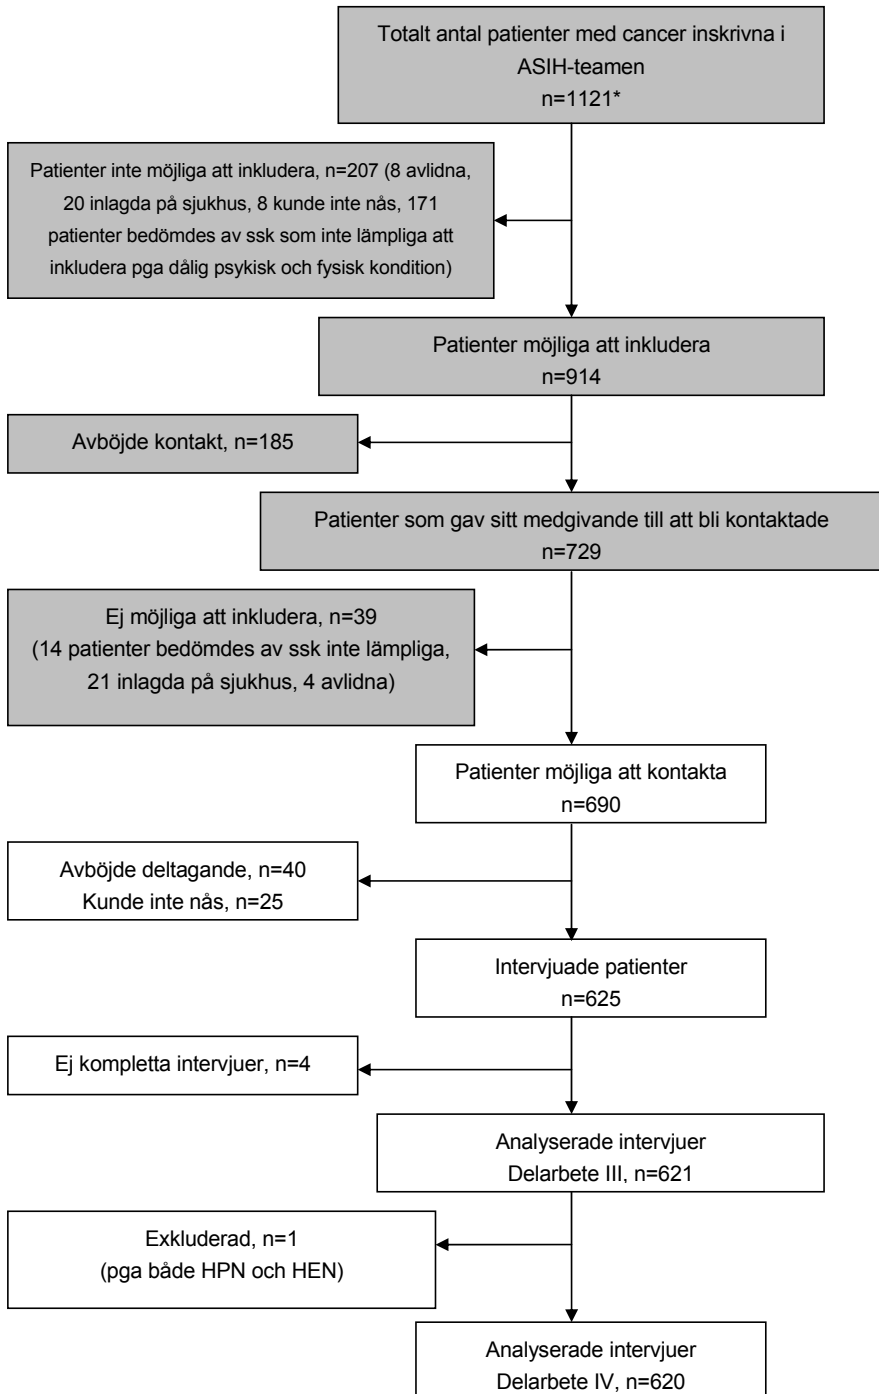 Totalt antal patienter med cancer inskrivna i
ASIH-teamen
n=1121*
Patienter inte möjliga att inkludera, n=207 (8 avlidna,
20 inlagda på sjukhus, 8 kunde inte nås, 171
patienter bedömdes av ssk som inte lämpliga att
inkludera pga dålig psykisk och fysisk kondition)
Patienter möjliga att inkludera
n=914
Avböjde kontakt, n=185
Patienter som gav sitt medgivande till att bli kontaktade
n=729
Ej möjliga att inkludera, n=39
(14 patienter bedömdes av ssk inte lämpliga,
21 inlagda på sjukhus, 4 avlidna)
Patienter möjliga att kontakta
n=690
Avböjde deltagande, n=40
Kunde inte nås, n=25
Intervjuade patienter
n=625
Ej kompletta intervjuer, n=4
Analyserade intervjuer
Delarbete III, n=621
Exkluderad, n=1
(pga både HPN och HEN)
Analyserade intervjuer
Delarbete IV, n=620